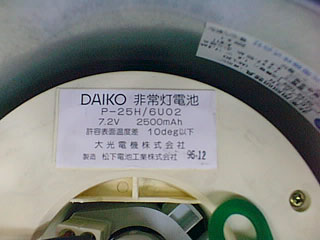 DAIKO 非常灯電池
P-25H/6UO2
7.2V 2500mAh
許容表面温度差 10deg以下
大光電機株式会社
製造 松下電池工業株式会社 96-12